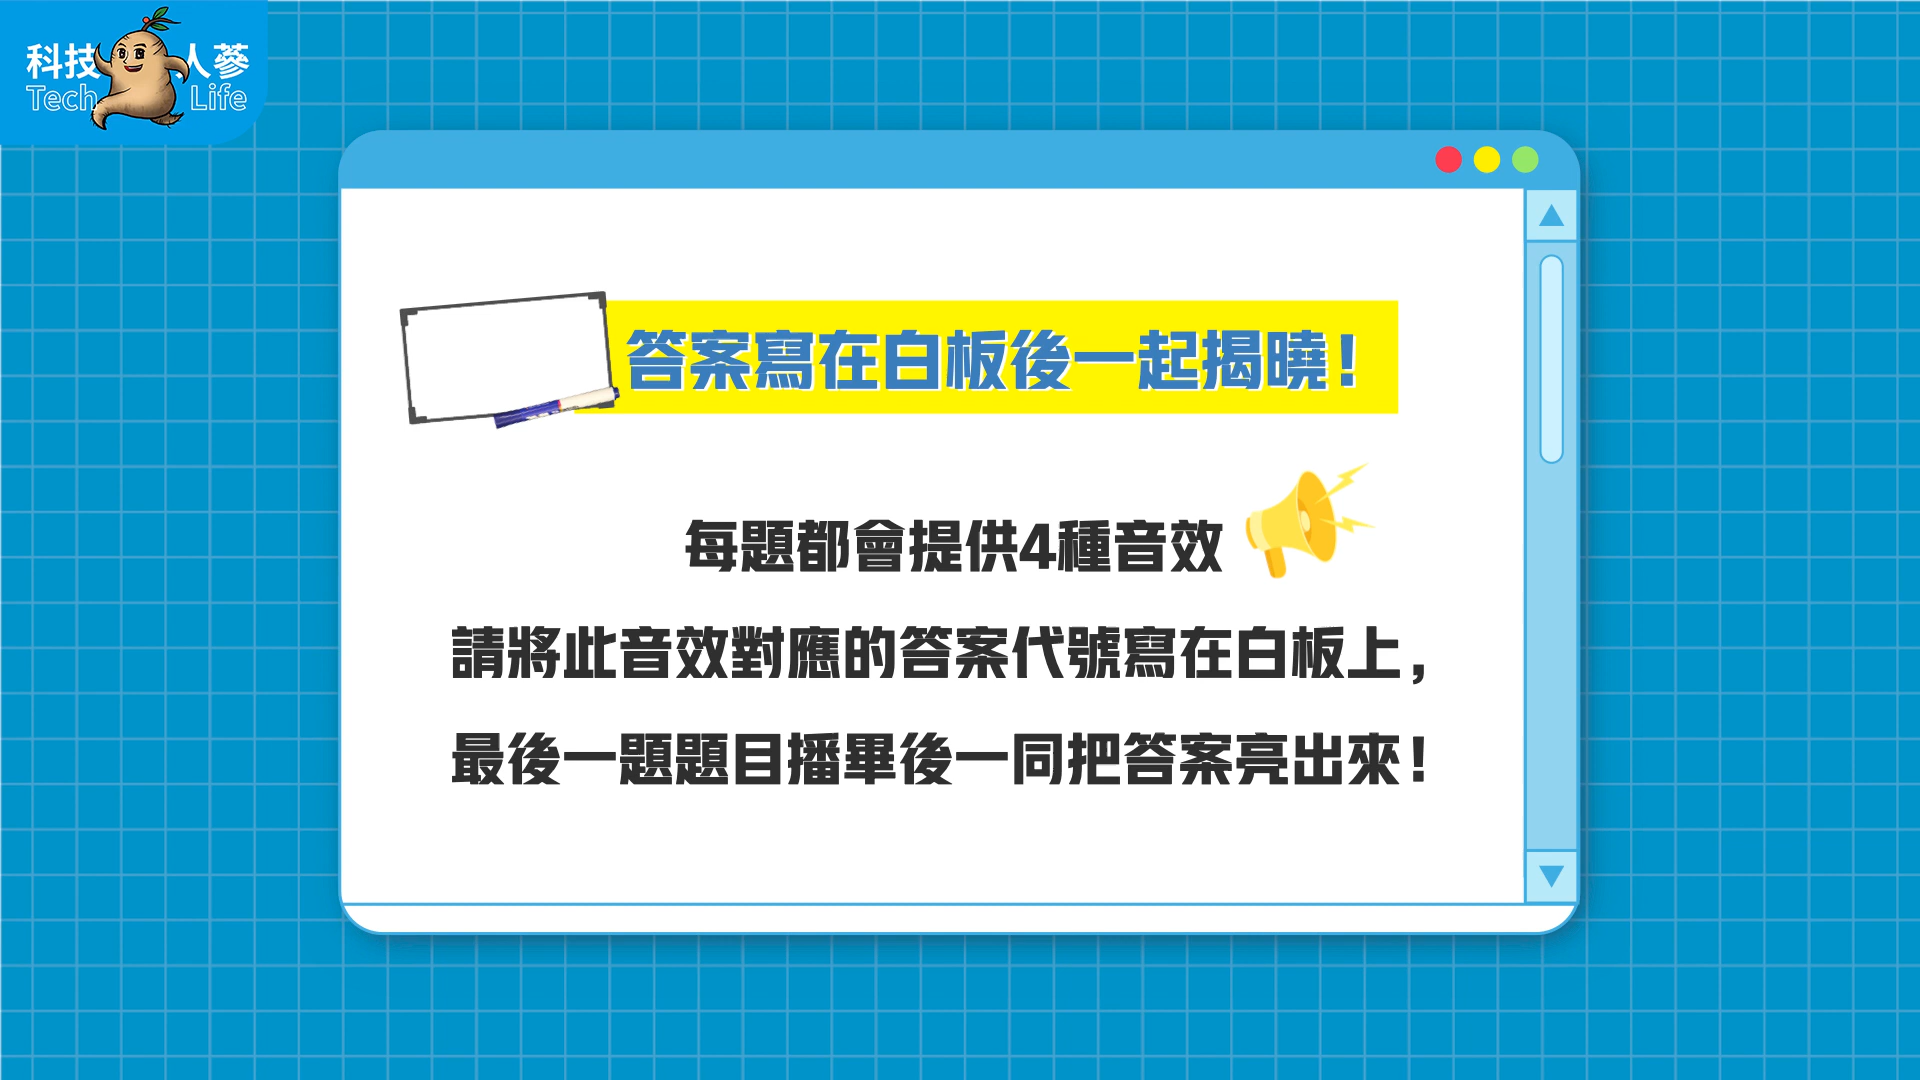 科技人蔘
Tech Life
答案寫在白板後一起揭曉！
每題都會提供4種音效
請將此音效對應的答案代號寫在白板上，
最後一題題目播畢後一同把答案亮出來！